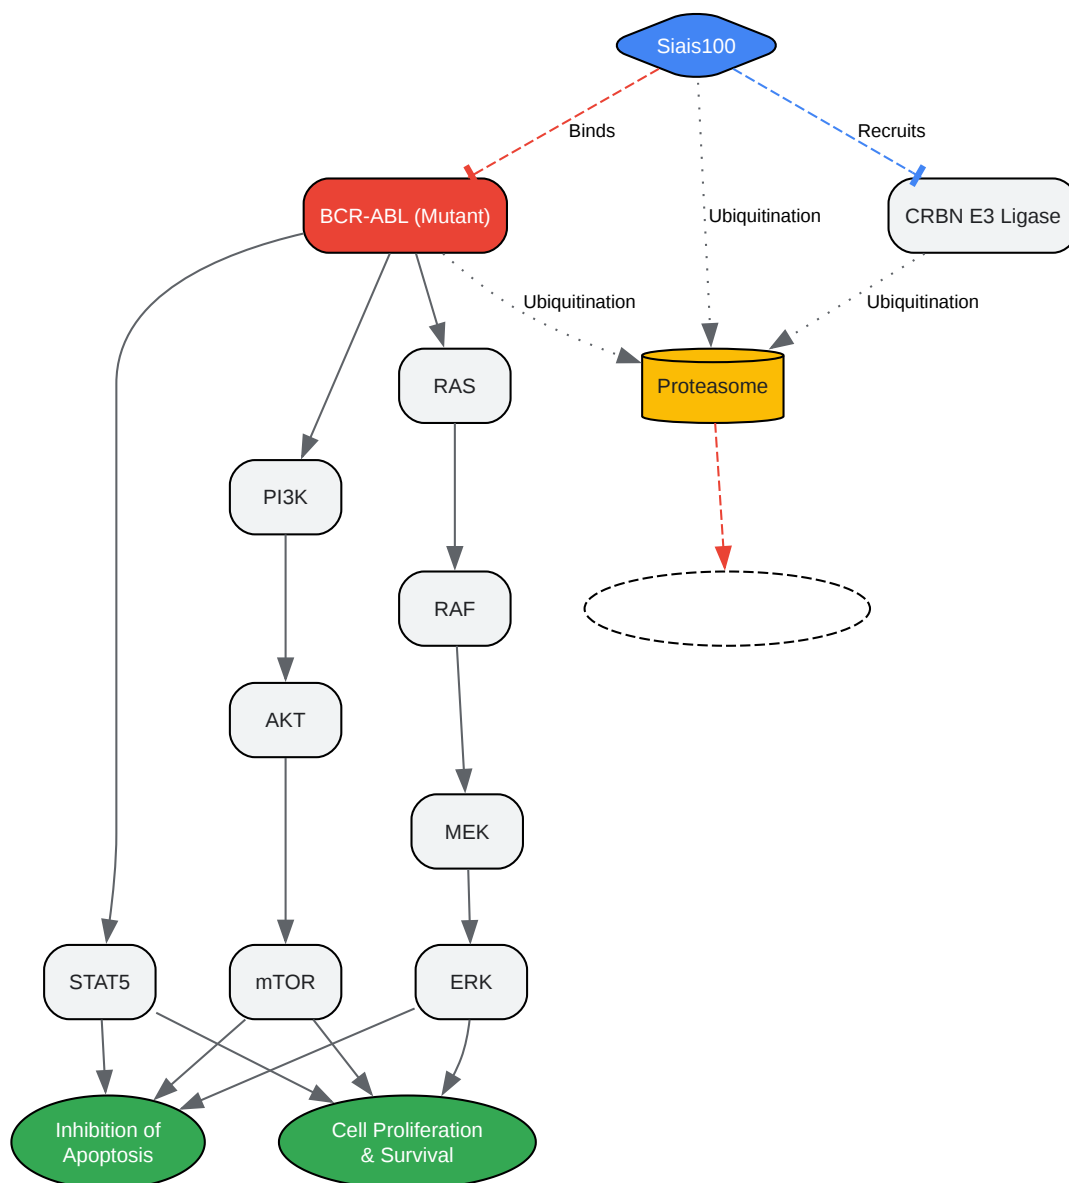 Siais100
Binds
Recruits
BCR-ABL (Mutant)
Ubiquitination
CRBN E3 Ligase
Ubiquitination
Ubiquitination
RAS
Proteasome
PI3K
RAF
AKT
MEK
STAT5
mTOR
ERK
Inhibition of
Apoptosis
Cell Proliferation
& Survival